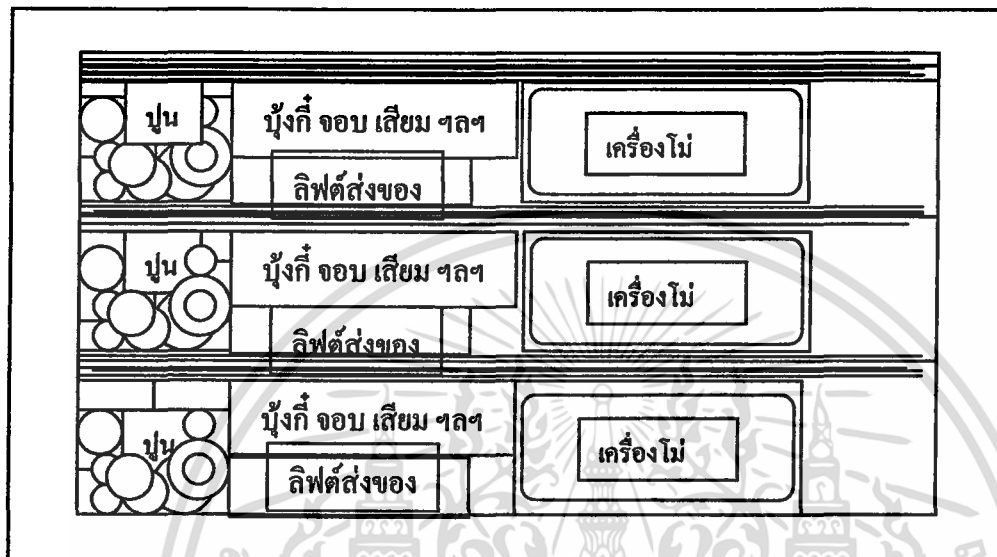 ปูน บุ้งกี๋ จอบ เสียม ฯลฯ เครื่องโม่
ลิฟต์ส่งของ
ปูน บุ้งกี๋ จอบ เสียม ฯลฯ เครื่องโม่
ลิฟต์ส่งของ
ปูน บุ้งกี๋ จอบ เสียม ฯลฯ เครื่องโม่
ลิฟต์ส่งของ